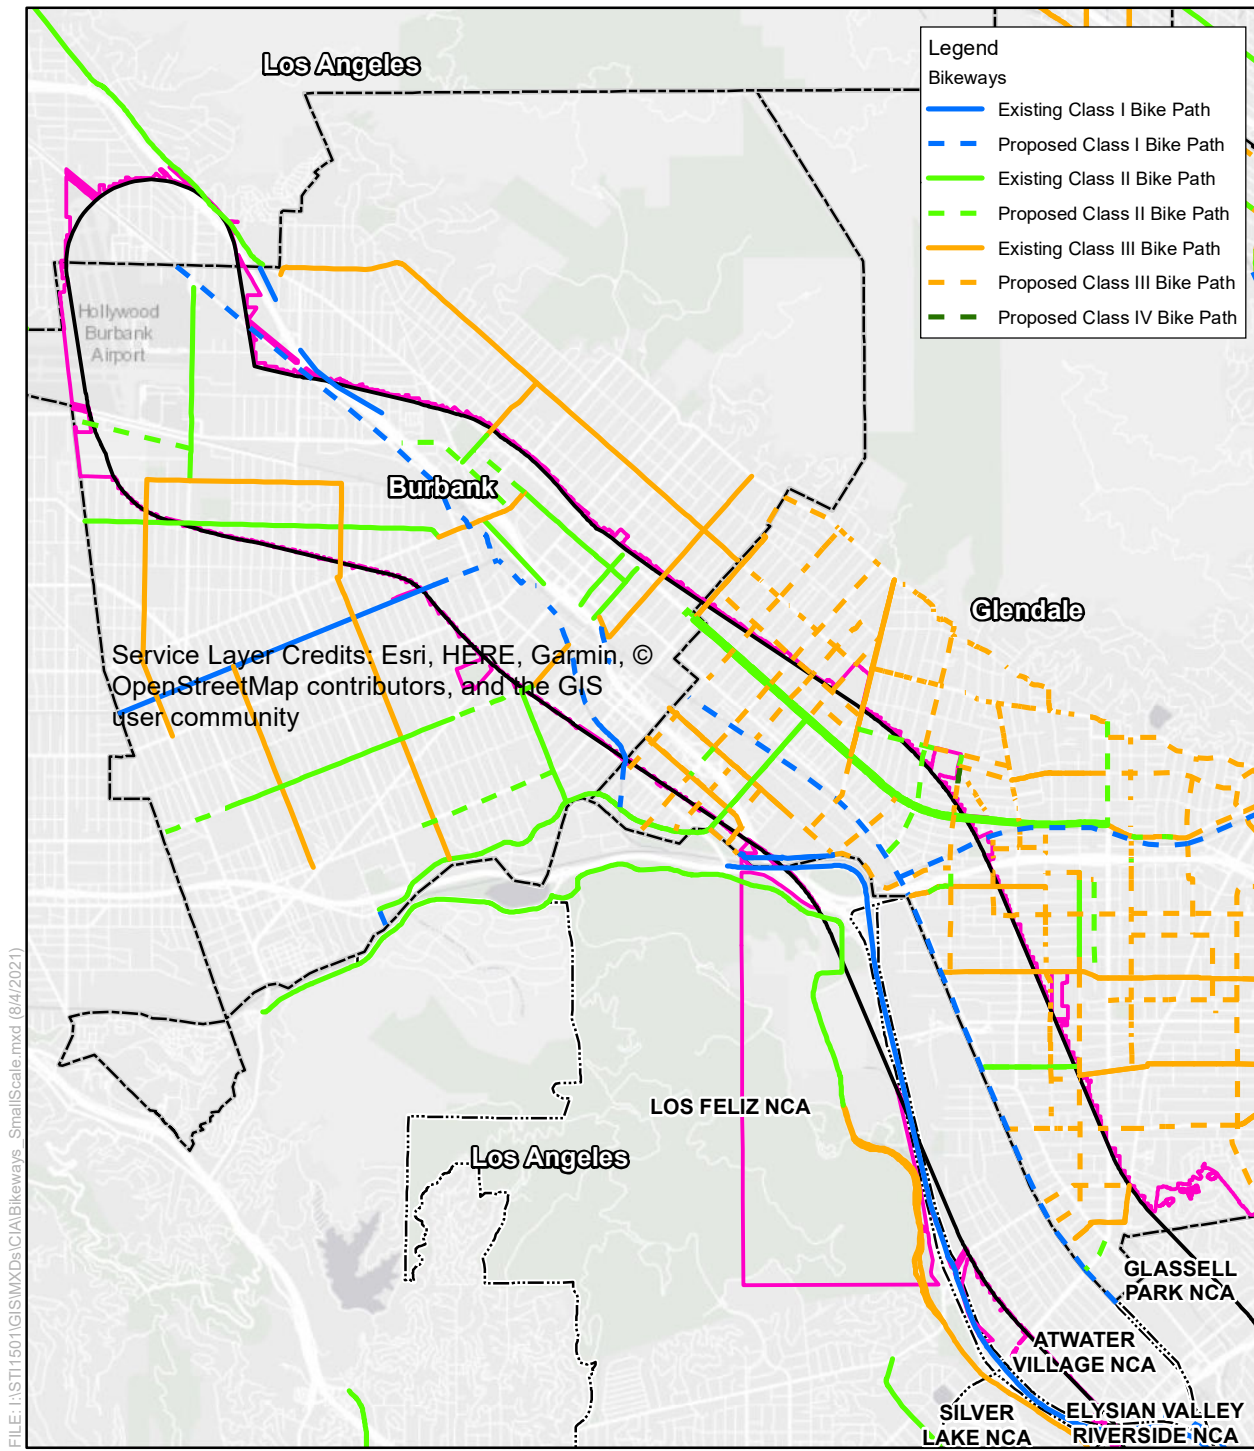 Los Angeles
Legend
Bikeways
Existing Class I Bike Path
Proposed Class I Bike Path
Existing Class II Bike Path
Proposed Class II Bike Path
Existing Class III Bike Path
Proposed Class III Bike Path
Proposed Class IV Bike Path
Hollywood
Burbank
Airport
Burbank
Glendale
Service Layer Credits: Esri, HERE, Garmin, ©
OpenStreetMap contributors, and the GIS
user community
LOS FELIZ NCA
Los Angeles
GLASSELL
PARK NCA
ATWATER
VILLAGE NCA
SILVER
LAKE NCA
ELYSIAN VALLEY
RIVERSIDE NCA
FILE: I:\STI1501\GIS\MXDs\CIA\Bikeways_SmallScale.mxd (8/4/2021)